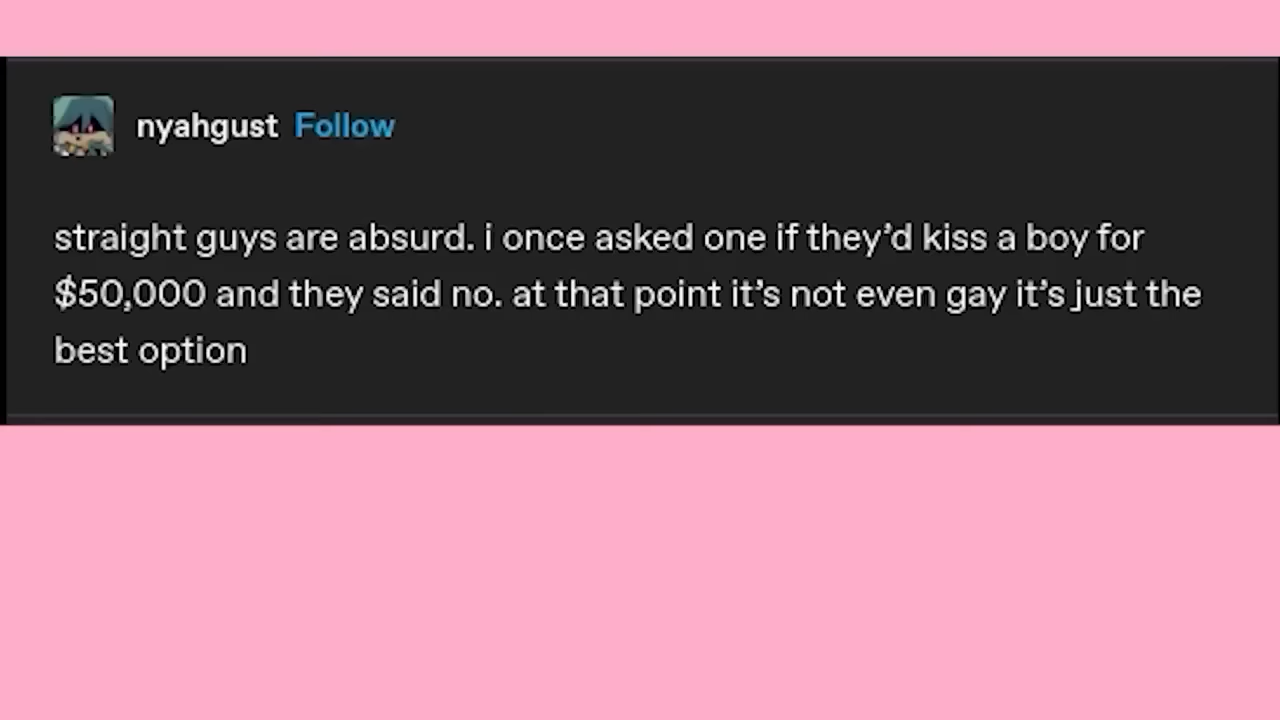 nyahgust Follow
straight guys are absurd. i once asked one if they’d kiss a boy for
$50,000 and they said no. at that point it’s not even gay it’s just the
best option